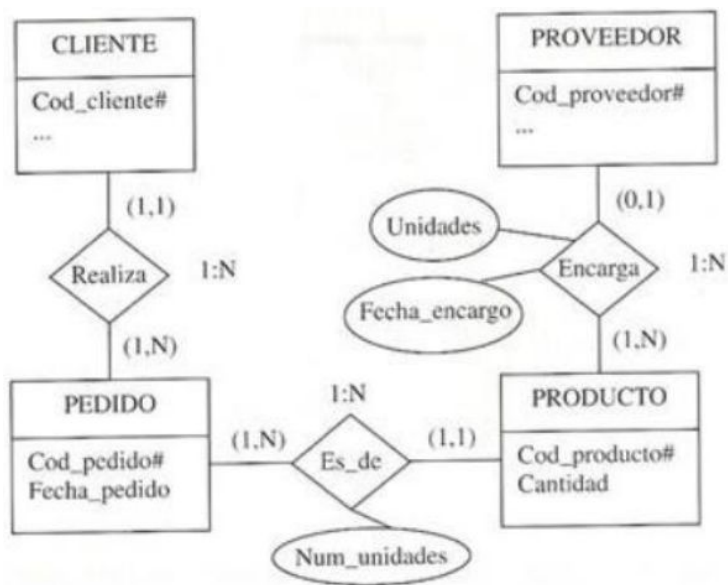 CLIENTE
Cod_cliente#
...
PROVEEDOR
Cod_proveedor#
...
(1,1)
(0,1)
Unidades
Realiza
1:N
Encarga
1:N
Fecha_encargo
(1,N)
(1,N)
PEDIDO
Cod_pedido#
Fecha_pedido
1:N
(1,N)
Es_de
(1,1)
PRODUCTO
Cod_producto#
Cantidad
Num_unidades